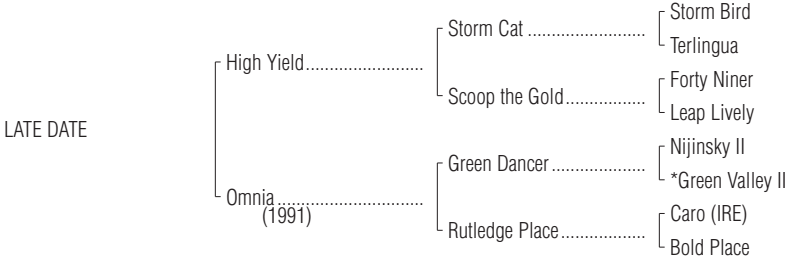 Storm Bird
Storm Cat ........................
Terlingua
High Yield........................
Forty Niner
Scoop the Gold................
Leap Lively
LATE DATE
Nijinsky II
Green Dancer ...................
*Green Valley II
Omnia..............................
(1991)
Caro (IRE)
Rutledge Place.................
Bold Place